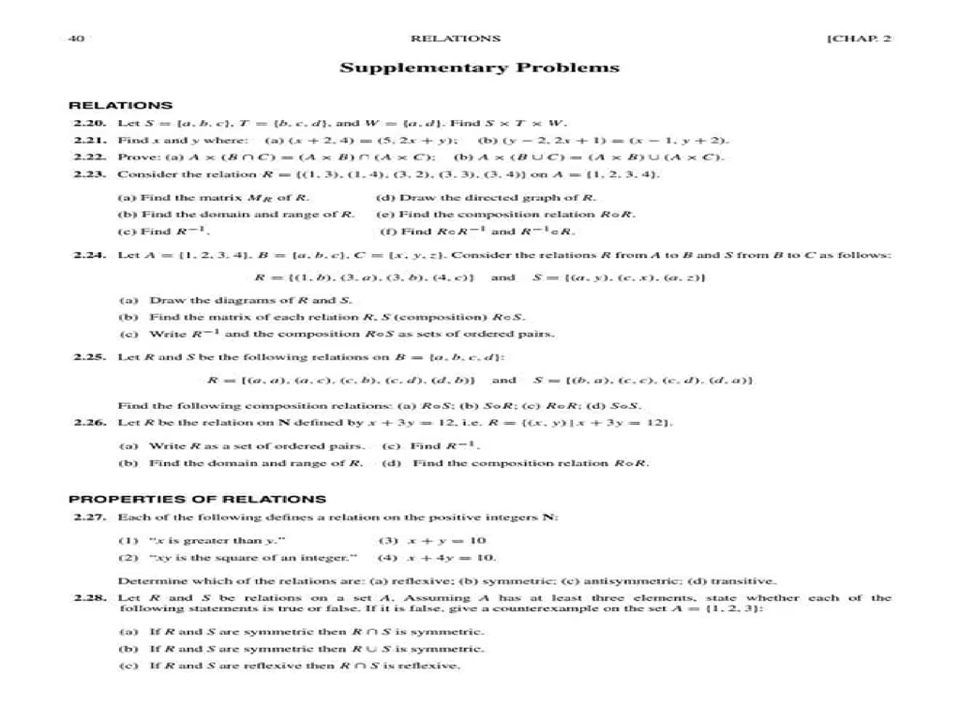 40 RELATIONS [CHAP. 2
Supplementary Problems
RELATIONS
2.20. Let S = {a, b, c}, T = {b, c, d}, and W = {a, d}. Find S × T × W.
2.21. Find x and y where: (a) (x + 2, 4) = (5, 2x + y); (b) (y − 2, 2x + 1) = (x − 1, y + 2).
2.22. Prove: (a) A × (B ∩ C) = (A × B) ∩ (A × C); (b) A × (B ∪ C) = (A × B) ∪ (A × C).
2.23. Consider the relation R = {(1, 3), (1, 4), (3, 2), (3, 3), (3, 4)} on A = {1, 2, 3, 4}.
(a) Find the matrix M_R of R. (d) Draw the directed graph of R.
(b) Find the domain and range of R. (e) Find the composition relation R∘R.
(c) Find R⁻¹. (f) Find R∘R⁻¹ and R⁻¹∘R.
2.24. Let A = {1, 2, 3, 4}, B = {a, b, c}, C = {x, y, z}. Consider the relations R from A to B and S from B to C as follows:
R = {(1, b), (3, a), (3, b), (4, c)} and S = {(a, y), (c, x), (a, z)}
(a) Draw the diagrams of R and S.
(b) Find the matrix of each relation R, S (composition) R∘S.
(c) Write R⁻¹ and the composition R∘S as sets of ordered pairs.
2.25. Let R and S be the following relations on B = {a, b, c, d}:
R = {(a, a), (a, c), (c, b), (c, d), (d, b)} and S = {(b, a), (c, c), (c, d), (d, a)}
Find the following composition relations: (a) R∘S; (b) S∘R; (c) R∘R; (d) S∘S.
2.26. Let R be the relation on N defined by x + 3y = 12, i.e. R = {(x, y) | x + 3y = 12}.
(a) Write R as a set of ordered pairs. (c) Find R⁻¹.
(b) Find the domain and range of R. (d) Find the composition relation R∘R.
PROPERTIES OF RELATIONS
2.27. Each of the following defines a relation on the positive integers N:
(1) "x is greater than y." (3) x + y = 10
(2) "xy is the square of an integer." (4) x + 4y = 10.
Determine which of the relations are: (a) reflexive; (b) symmetric; (c) antisymmetric; (d) transitive.
2.28. Let R and S be relations on a set A. Assuming A has at least three elements, state whether each of the
following statements is true or false. If it is false, give a counterexample on the set A = {1, 2, 3}:
(a) If R and S are symmetric then R ∩ S is symmetric.
(b) If R and S are symmetric then R ∪ S is symmetric.
(c) If R and S are reflexive then R ∩ S is reflexive.